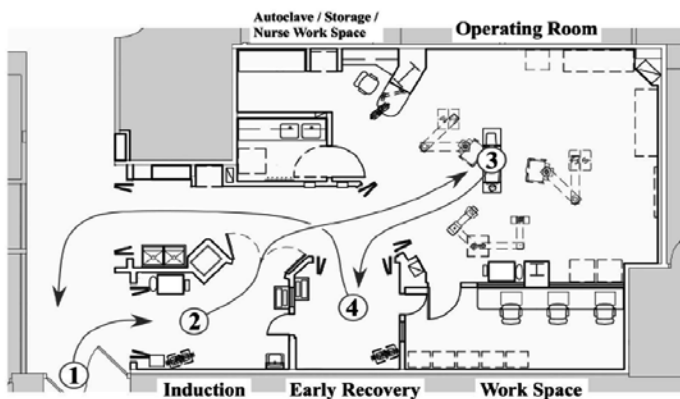 Autoclave / Storage /
Nurse Work Space
Operating Room
3
2
4
1
Induction
Early Recovery
Work Space